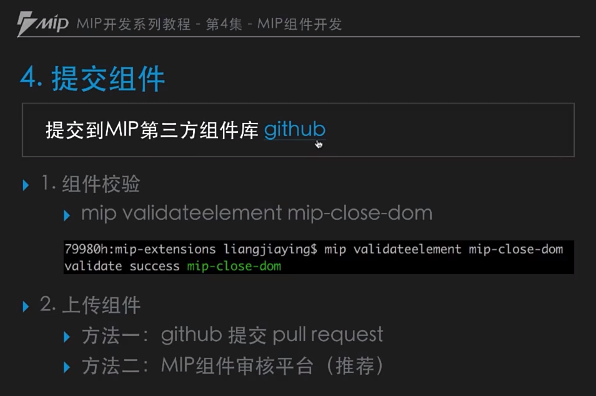 mip MIP开发系列教程 - 第4集 - MIP组件开发
4. 提交组件
提交到MIP第三方组件库 github
1. 组件校验
mip validateelement mip-close-dom
79980h:mip-extensions liangjiaying$ mip validateelement mip-close-dom
validate success mip-close-dom
2. 上传组件
方法一：github 提交 pull request
方法二：MIP组件审核平台（推荐）